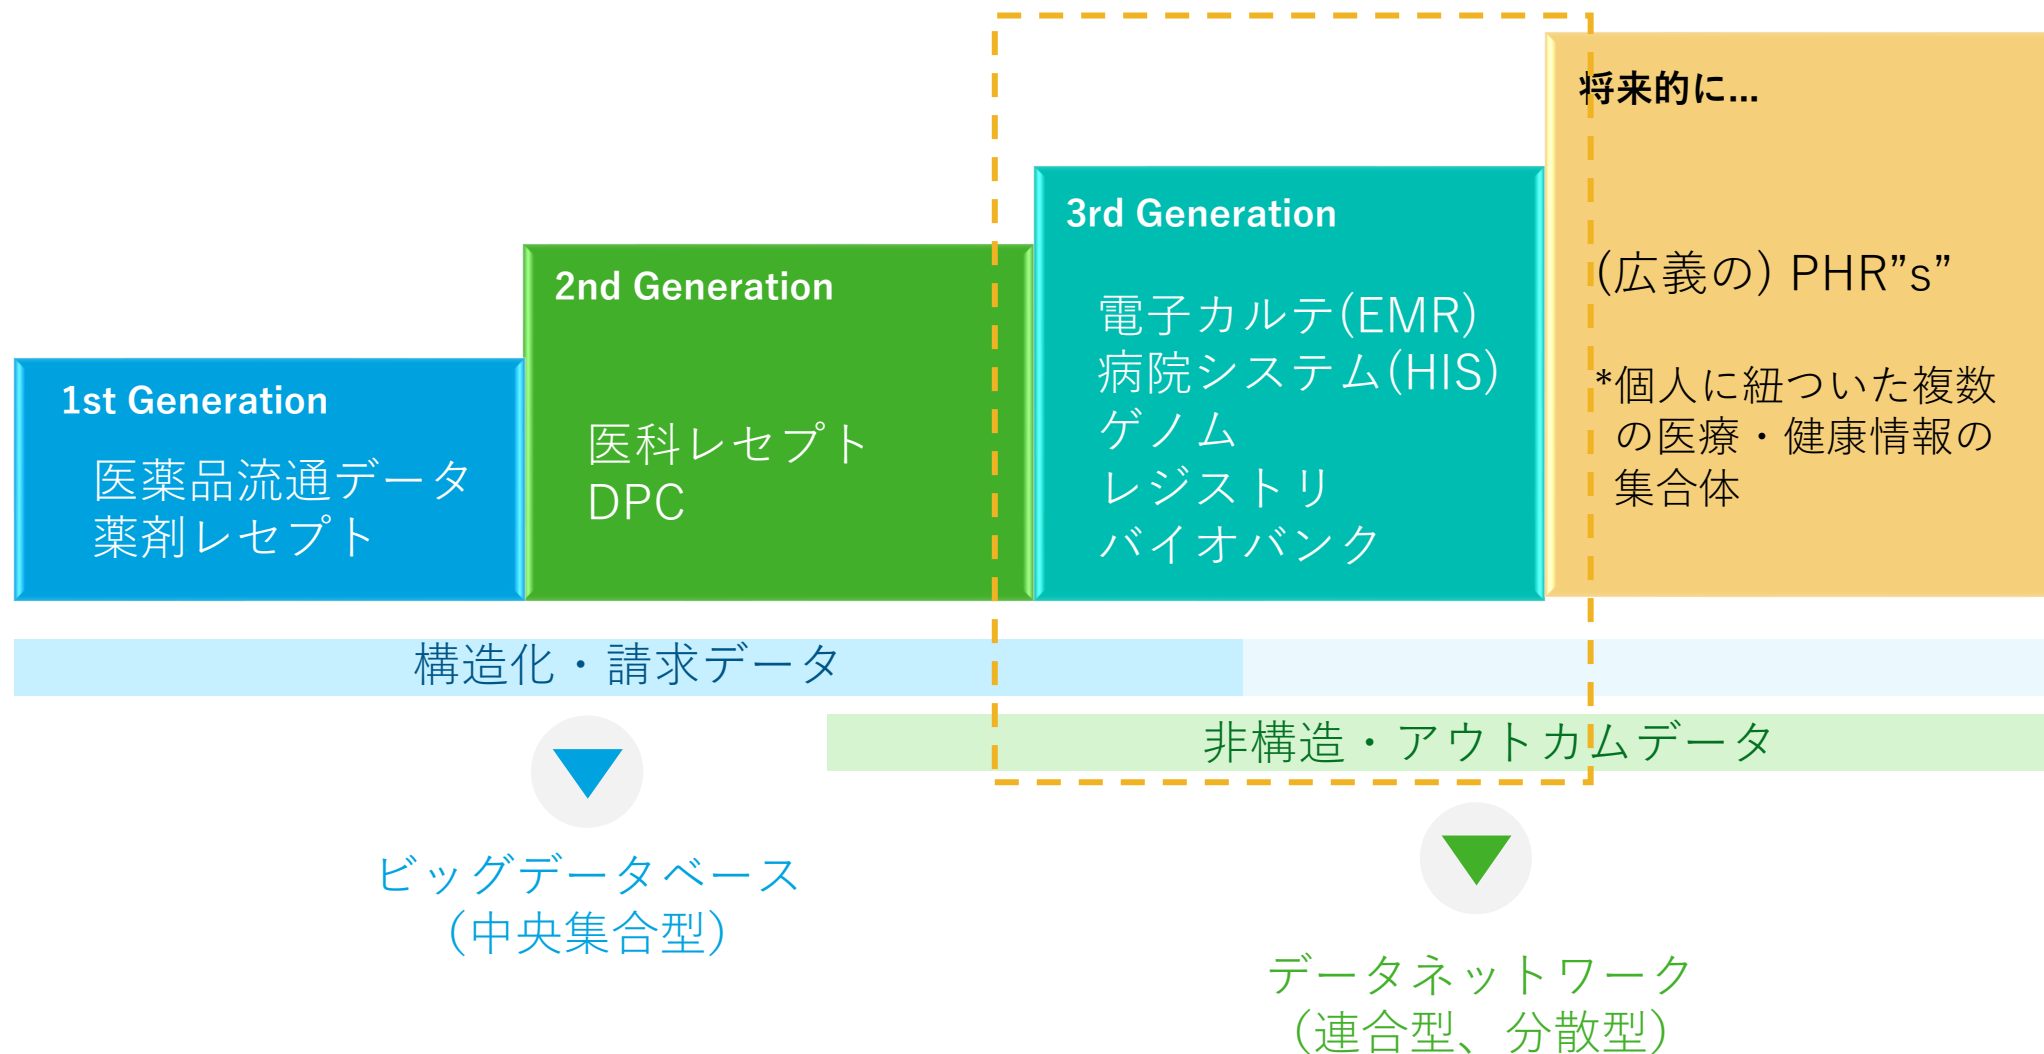 1st Generation
医薬品流通データ
薬剤レセプト
2nd Generation
医科レセプト
DPC
3rd Generation
電子カルテ(EMR)
病院システム(HIS)
ゲノム
レジストリ
バイオバンク
将来的に...
(広義の) PHR”s”
*個人に紐ついた複数
の医療・健康情報の
集合体
構造化・請求データ
非構造・アウトカムデータ
ビッグデータベース
（中央集合型）
データネットワーク
（連合型、分散型）